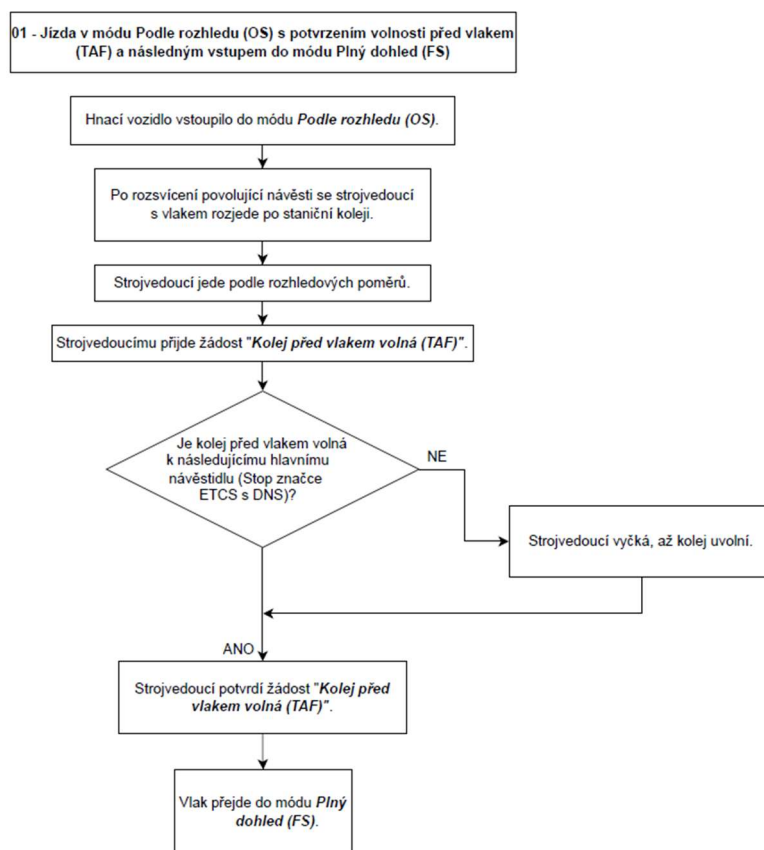 01 - Jízda v módu Podle rozhledu (OS) s potvrzením volnosti před vlakem
(TAF) a následným vstupem do módu Plný dohled (FS)
Hnací vozidlo vstoupilo do módu Podle rozhledu (OS).
Po rozsvícení povolující návěsti se strojvedoucí
s vlakem rozjede po staniční koleji.
Strojvedoucí jede podle rozhledových poměrů.
Strojvedoucímu přijde žádost "Kolej před vlakem volná (TAF)".
Je kolej před vlakem volná
k následujícímu hlavnímu
návěstidlu (Stop značce
ETCS s DNS)?
NE
Strojvedoucí vyčká, až kolej uvolní.
ANO
Strojvedoucí potvrdí žádost "Kolej před
vlakem volná (TAF)".
Vlak přejde do módu Plný
dohled (FS).